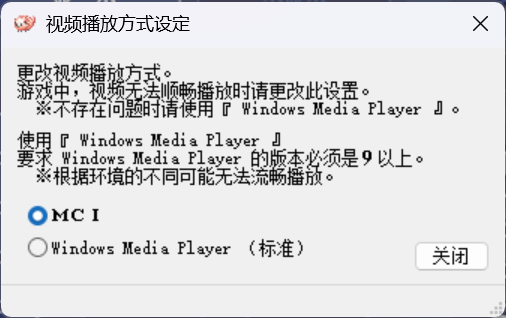 视频播放方式设定
更改视频播放方式。
游戏中，视频无法顺畅播放时请更改此设置。
※不存在问题时请使用『 Windows Media Player 』。
使用『 Windows Media Player 』
要求 Windows Media Player 的版本必须是９以上。
※根据环境的不同可能无法流畅播放。
ＭＣＩ
Windows Media Player （标准）
关闭